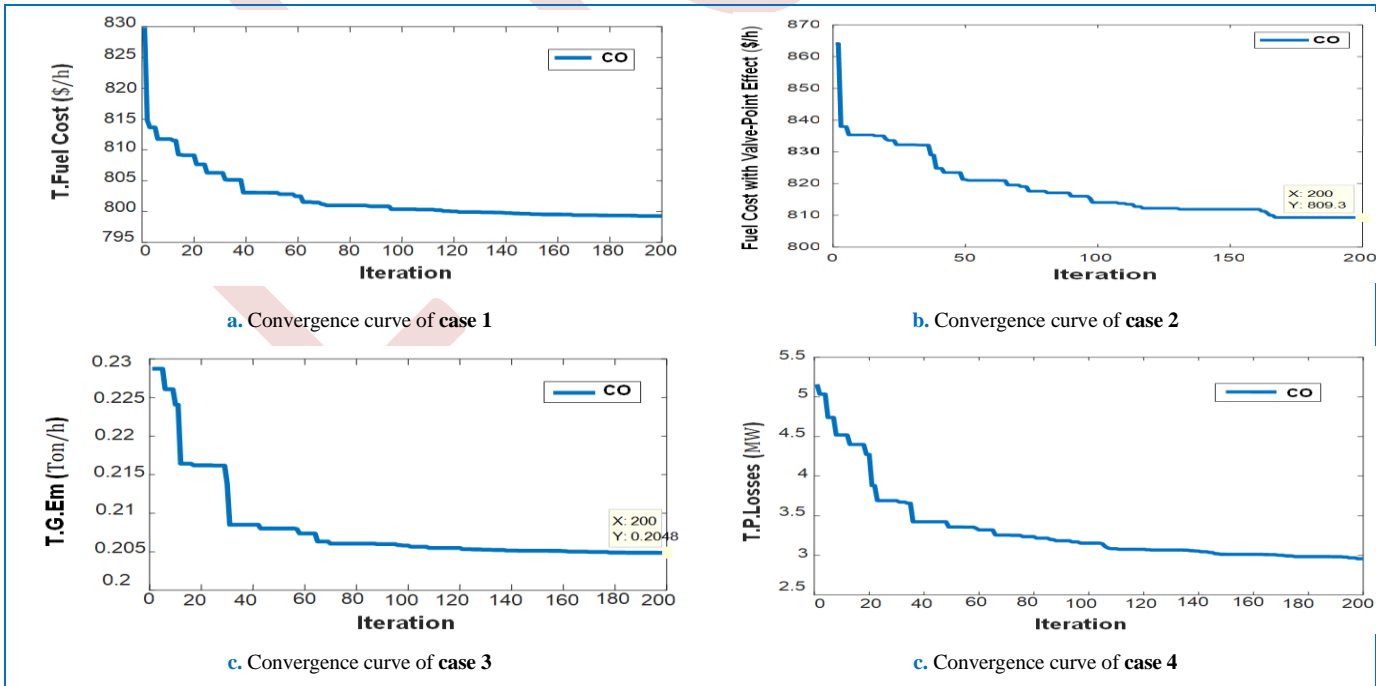 830
825
820
815
810
805
800
795
T.Fuel Cost ($/h)
CO
0 20 40 60 80 100 120 140 160 180 200
Iteration
a. Convergence curve of case 1
870
860
850
840
830
820
810
800
Fuel Cost with Valve-Point Effect ($/h)
CO
X: 200
Y: 809.3
0 50 100 150 200
Iteration
b. Convergence curve of case 2
0.23
0.225
0.22
0.215
0.21
0.205
0.2
T.G.Em (Ton/h)
CO
X: 200
Y: 0.2048
0 20 40 60 80 100 120 140 160 180 200
Iteration
c. Convergence curve of case 3
5.5
5
4.5
4
3.5
3
2.5
T.P.Losses (MW)
CO
0 20 40 60 80 100 120 140 160 180 200
Iteration
c. Convergence curve of case 4